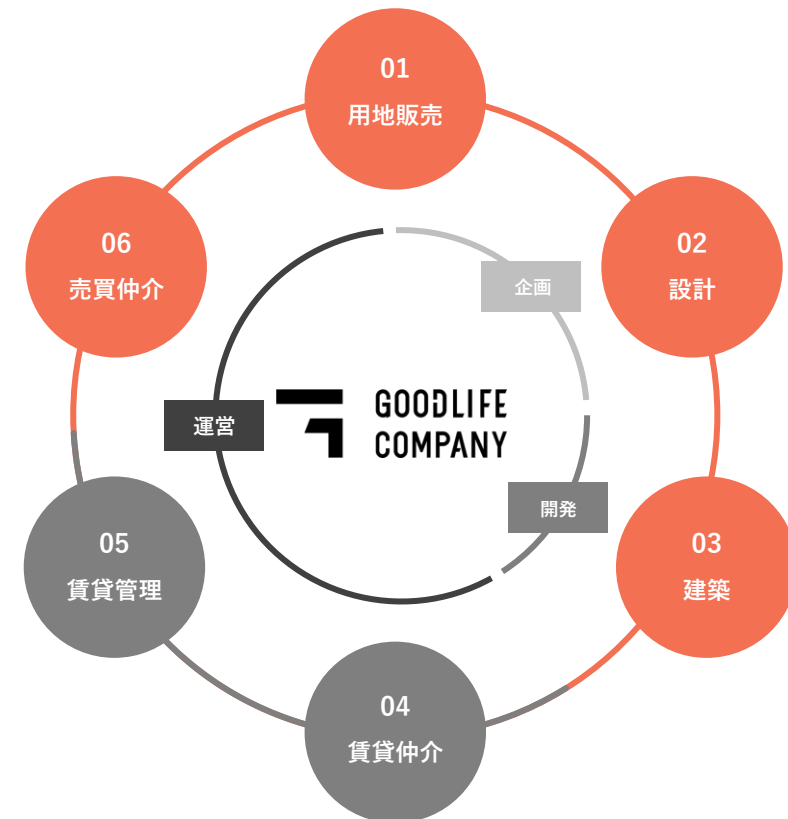 01
用地販売
02
設計
03
建築
04
賃貸仲介
05
賃貸管理
06
売買仲介
企画
開発
運営
GOODLIFE
COMPANY